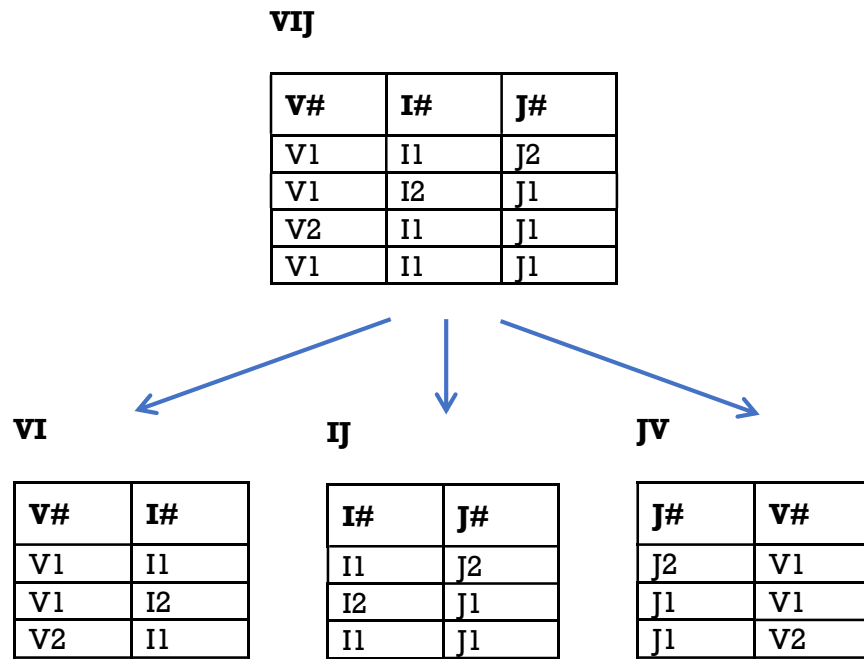 VIJ
V# I# J#
V1 I1 J2
V1 I2 J1
V2 I1 J1
V1 I1 J1
VI IJ JV
V# I# I# J# J# V#
V1 I1 I1 J2 J2 V1
V1 I2 I2 J1 J1 V1
V2 I1 I1 J1 J1 V2